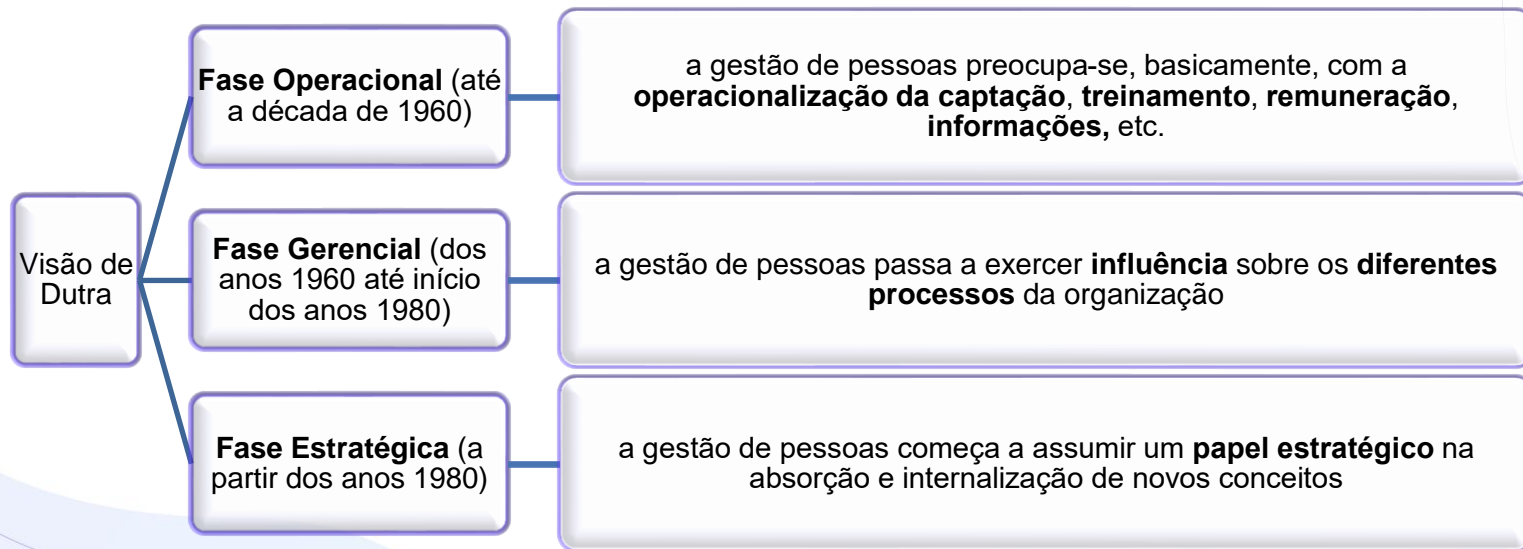 Visão de
Dutra
Fase Operacional (até
a década de 1960)
a gestão de pessoas preocupa-se, basicamente, com a
operacionalização da captação, treinamento, remuneração,
informações, etc.
Fase Gerencial (dos
anos 1960 até início
dos anos 1980)
a gestão de pessoas passa a exercer influência sobre os diferentes
processos da organização
Fase Estratégica (a
partir dos anos 1980)
a gestão de pessoas começa a assumir um papel estratégico na
absorção e internalização de novos conceitos